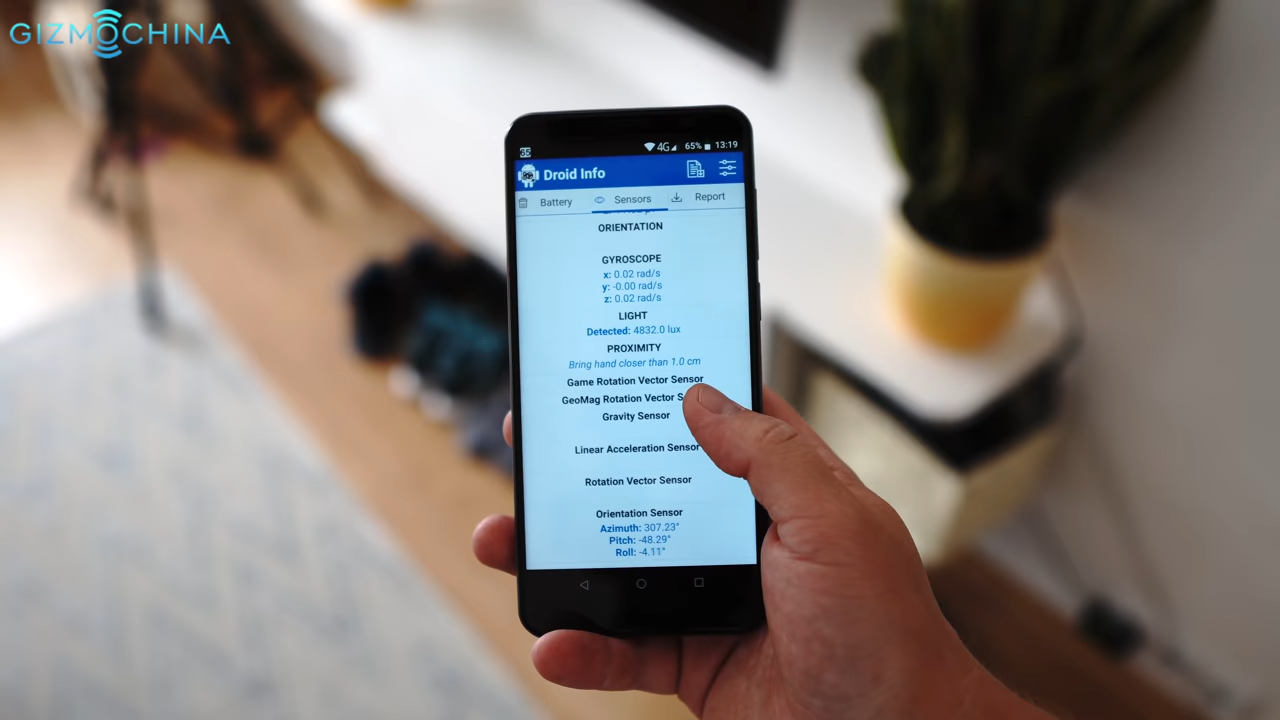 GIZMOCHINA
65
4G 65% 13:19
Droid Info
Battery Sensors Report
ORIENTATION
GYROSCOPE
x: 0.02 rad/s
y: -0.00 rad/s
z: 0.02 rad/s
LIGHT
Detected: 4832.0 lux
PROXIMITY
Bring hand closer than 1.0 cm
Game Rotation Vector Sensor
GeoMag Rotation Vector S
Gravity Sensor
Linear Acceleration Sensor
Rotation Vector Sensor
Orientation Sensor
Azimuth: 307.23°
Pitch: -48.29°
Roll: -4.11°